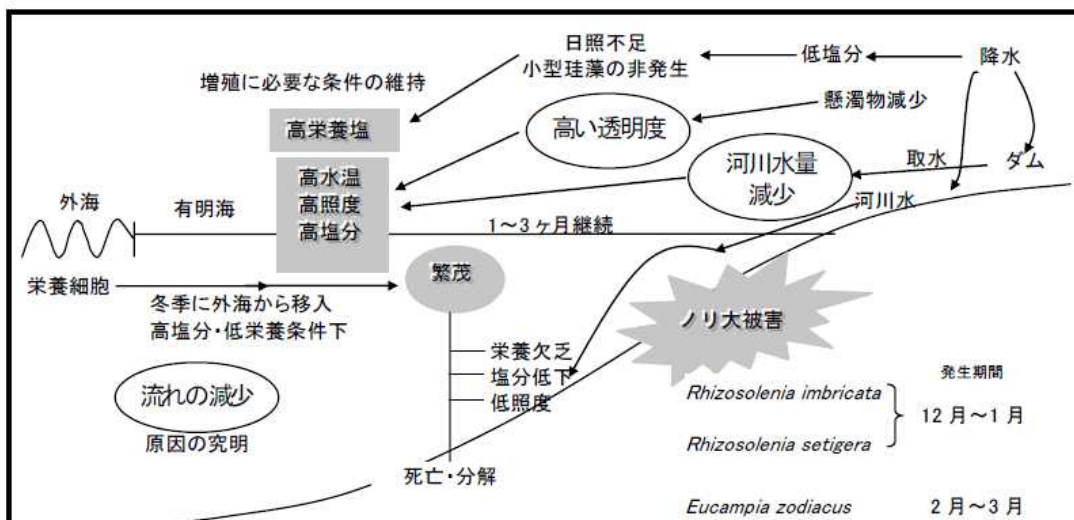 日照不足
小型珪藻の非発生
低塩分
降水
増殖に必要な条件の維持
懸濁物減少
高栄養塩
高い透明度
取水
ダム
河川水量
減少
高水温
高照度
高塩分
外海
有明海
河川水
1～3ヶ月継続
栄養細胞
繁茂
冬季に外海から移入
高塩分・低栄養条件下
ノリ大被害
栄養欠乏
塩分低下
低照度
流れの減少
原因の究明
発生期間
Rhizosolenia imbricata
12月～1月
Rhizosolenia setigera
死亡・分解
Eucampia zodiacus
2月～3月